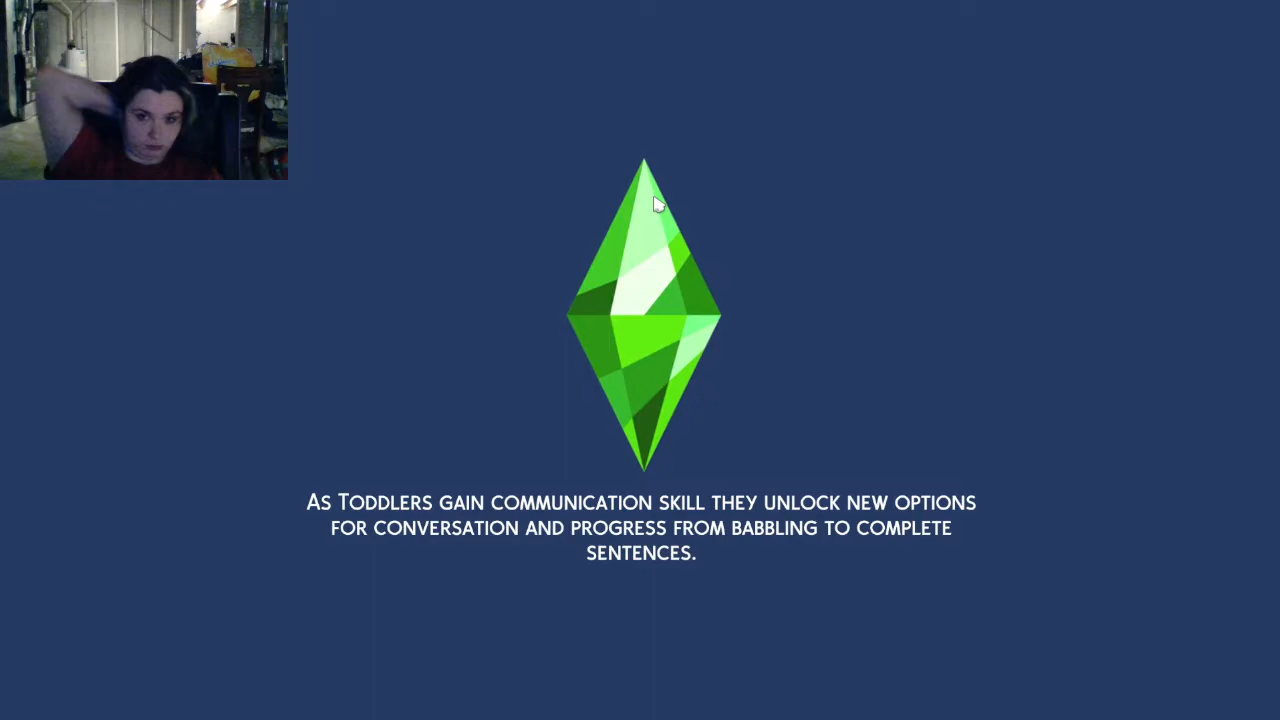 As Toddlers gain communication skill they unlock new options
for conversation and progress from babbling to complete
sentences.